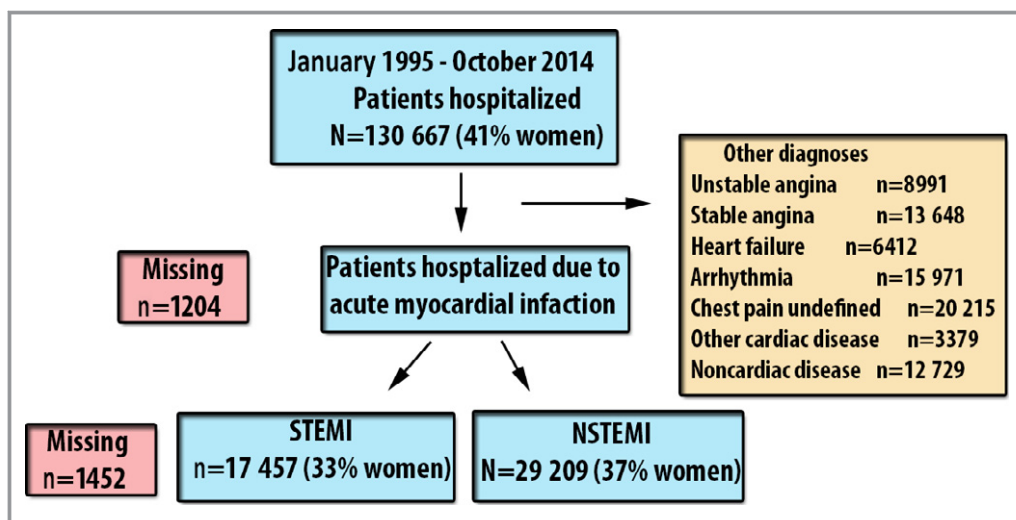 January 1995 - October 2014
Patients hospitalized
N=130 667 (41% women)
Other diagnoses
Unstable angina n=8991
Stable angina n=13 648
Heart failure n=6412
Arrhythmia n=15 971
Chest pain undefined n=20 215
Other cardiac disease n=3379
Noncardiac disease n=12 729
Missing
n=1204
Patients hosptalized due to
acute myocardial infaction
Missing
n=1452
STEMI
n=17 457 (33% women)
NSTEMI
N=29 209 (37% women)